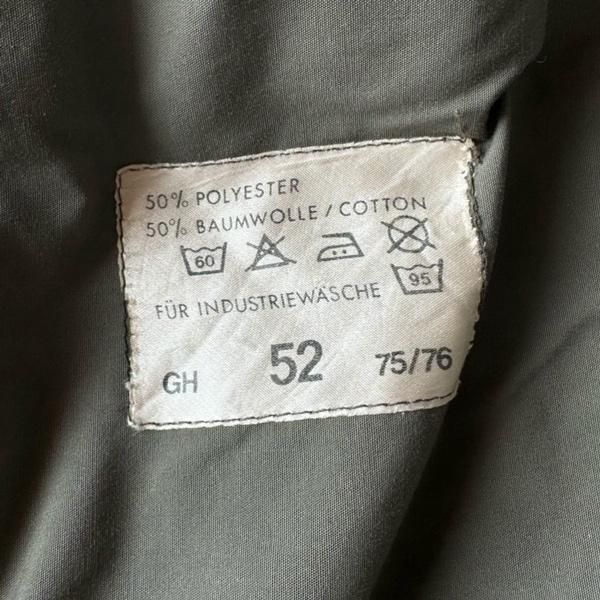 50% POLYESTER
50% BAUMWOLLE / COTTON
60
FÜR INDUSTRIEWÄSCHE 95
GH 52 75/76